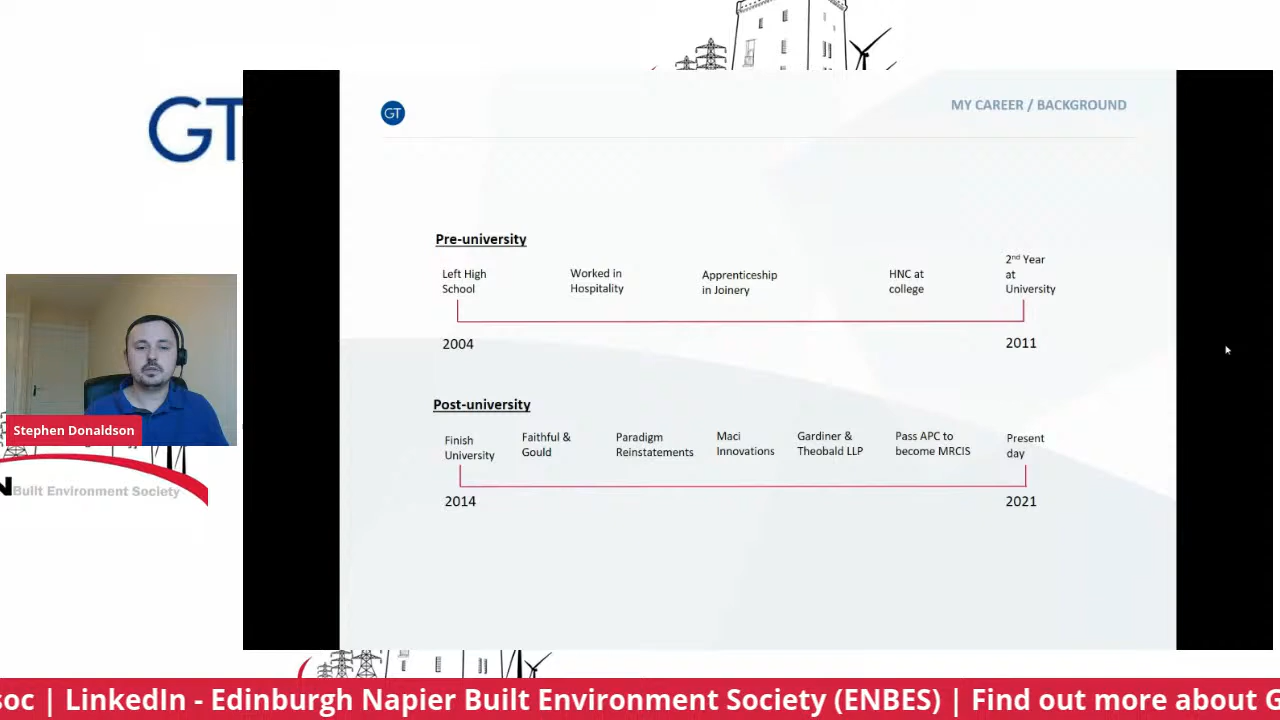 GT
GT
MY CAREER / BACKGROUND
Pre-university
Left High
School
Worked in
Hospitality
Apprenticeship
in Joinery
HNC at
college
2nd Year
at
University
2004
2011
Post-university
Finish
University
Faithful &
Gould
Paradigm
Reinstatements
Maci
Innovations
Gardiner &
Theobald LLP
Pass APC to
become MRCIS
Present
day
2014
2021
Stephen Donaldson
N Built Environment Society
soc | LinkedIn - Edinburgh Napier Built Environment Society (ENBES) | Find out more about G